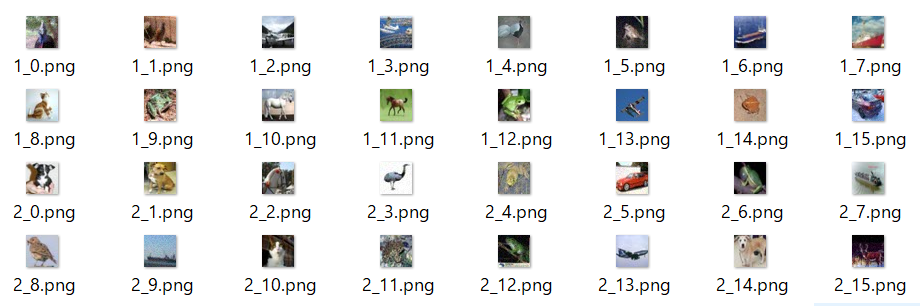 1_0.png 1_1.png 1_2.png 1_3.png 1_4.png 1_5.png 1_6.png 1_7.png
1_8.png 1_9.png 1_10.png 1_11.png 1_12.png 1_13.png 1_14.png 1_15.png
2_0.png 2_1.png 2_2.png 2_3.png 2_4.png 2_5.png 2_6.png 2_7.png
2_8.png 2_9.png 2_10.png 2_11.png 2_12.png 2_13.png 2_14.png 2_15.png